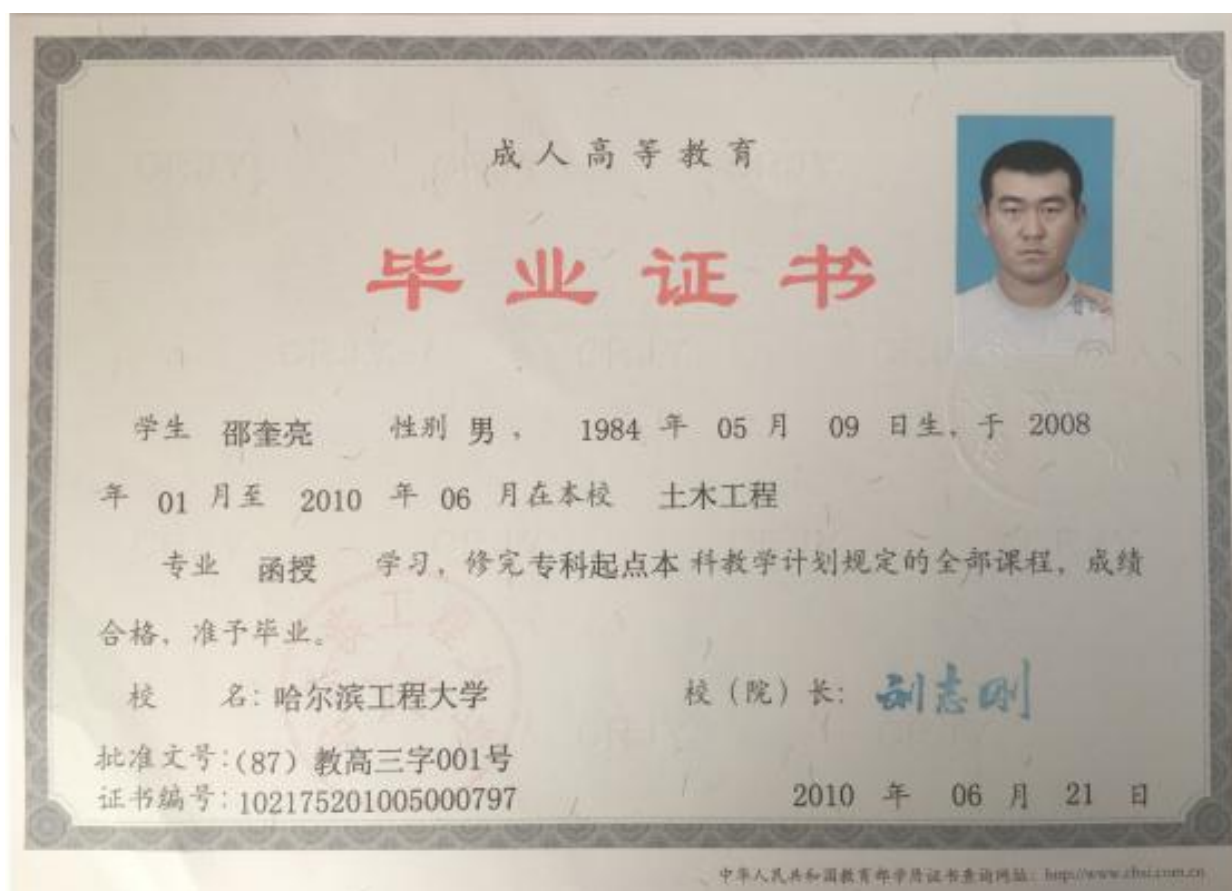 成人高等教育
毕业证书
学生 邵奎亮 性别 男， 1984 年 05 月 09 日生，于 2008
年 01 月至 2010 年 06 月在本校 土木工程
专业 函授 学习，修完专科起点本 科教学计划规定的全部课程，成绩
合格，准予毕业。
校 名：哈尔滨工程大学 校（院）长： 刘志刚
批准文号：(87) 教高三字001号
证书编号：102175201005000797 2010 年 06 月 21 日
中华人民共和国教育部学历证书查询网站：http://www.chsi.com.cn